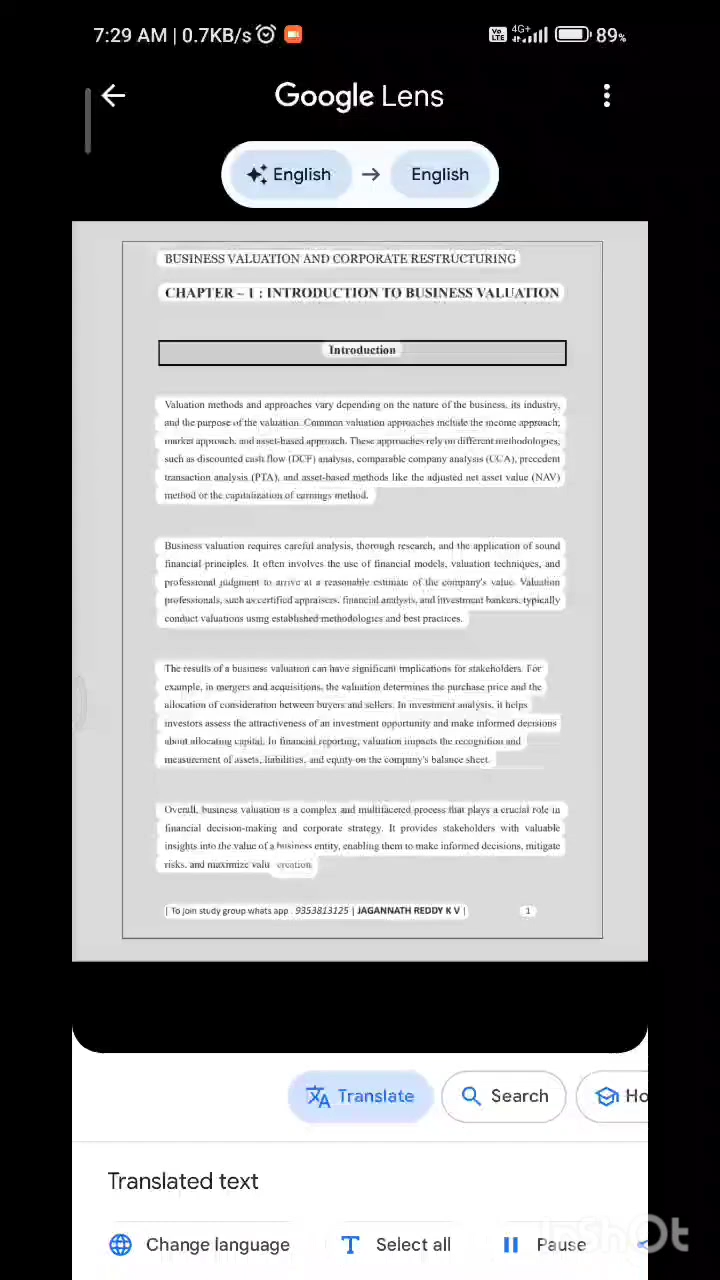 7:29 AM | 0.7KB/s
Vo LTE 4G+ 89%
Google Lens
English → English
BUSINESS VALUATION AND CORPORATE RESTRUCTURING
CHAPTER – 1 : INTRODUCTION TO BUSINESS VALUATION
Introduction
Valuation methods and approaches vary depending on the nature of the business, its industry,
and the purpose of the valuation. Common valuation approaches include the income approach,
market approach, and asset-based approach. These approaches rely on different methodologies,
such as discounted cash flow (DCF) analysis, comparable company analysis (CCA), precedent
transaction analysis (PTA), and asset-based methods like the adjusted net asset value (NAV)
method or the capitalization of earnings method.
Business valuation requires careful analysis, thorough research, and the application of sound
financial principles. It often involves the use of financial models, valuation techniques, and
professional judgment to arrive at a reasonable estimate of the company's value. Valuation
professionals, such as certified appraisers, financial analysts, and investment bankers, typically
conduct valuations using established methodologies and best practices.
The results of a business valuation can have significant implications for stakeholders. For
example, in mergers and acquisitions, the valuation determines the purchase price and the
allocation of consideration between buyers and sellers. In investment analysis, it helps
investors assess the attractiveness of an investment opportunity and make informed decisions
about allocating capital. In financial reporting, valuation impacts the recognition and
measurement of assets, liabilities, and equity on the company's balance sheet.
Overall, business valuation is a complex and multifaceted process that plays a crucial role in
financial decision-making and corporate strategy. It provides stakeholders with valuable
insights into the value of a business entity, enabling them to make informed decisions, mitigate
risks, and maximize valu creation
| To join study group whats app : 9353813125 | JAGANNATH REDDY K V | 1
Translate Search Ho
Translated text
Change language Select all Pause
InShOt